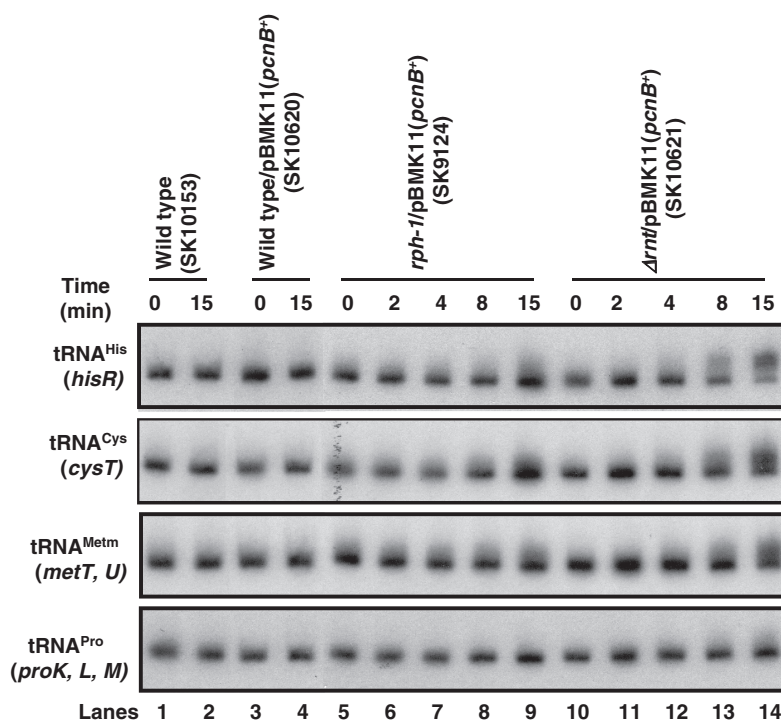 Wild type
(SK10153)
Wild type/pBMK11(pcnB+)
(SK10620)
rph-1/pBMK11(pcnB+)
(SK9124)
Δrnt/pBMK11(pcnB+)
(SK10621)
Time
(min)
0 15 0 15 0 2 4 8 15 0 2 4 8 15
tRNAHis
(hisR)
tRNACys
(cysT)
tRNAMetm
(metT, U)
tRNAPro
(proK, L, M)
Lanes 1 2 3 4 5 6 7 8 9 10 11 12 13 14